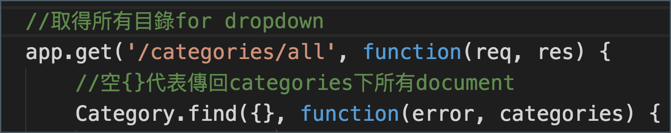 //取得所有目錄for dropdown
app.get('/categories/all', function(req, res) {
//空{}代表傳回categories下所有document
Category.find({}, function(error, categories) {